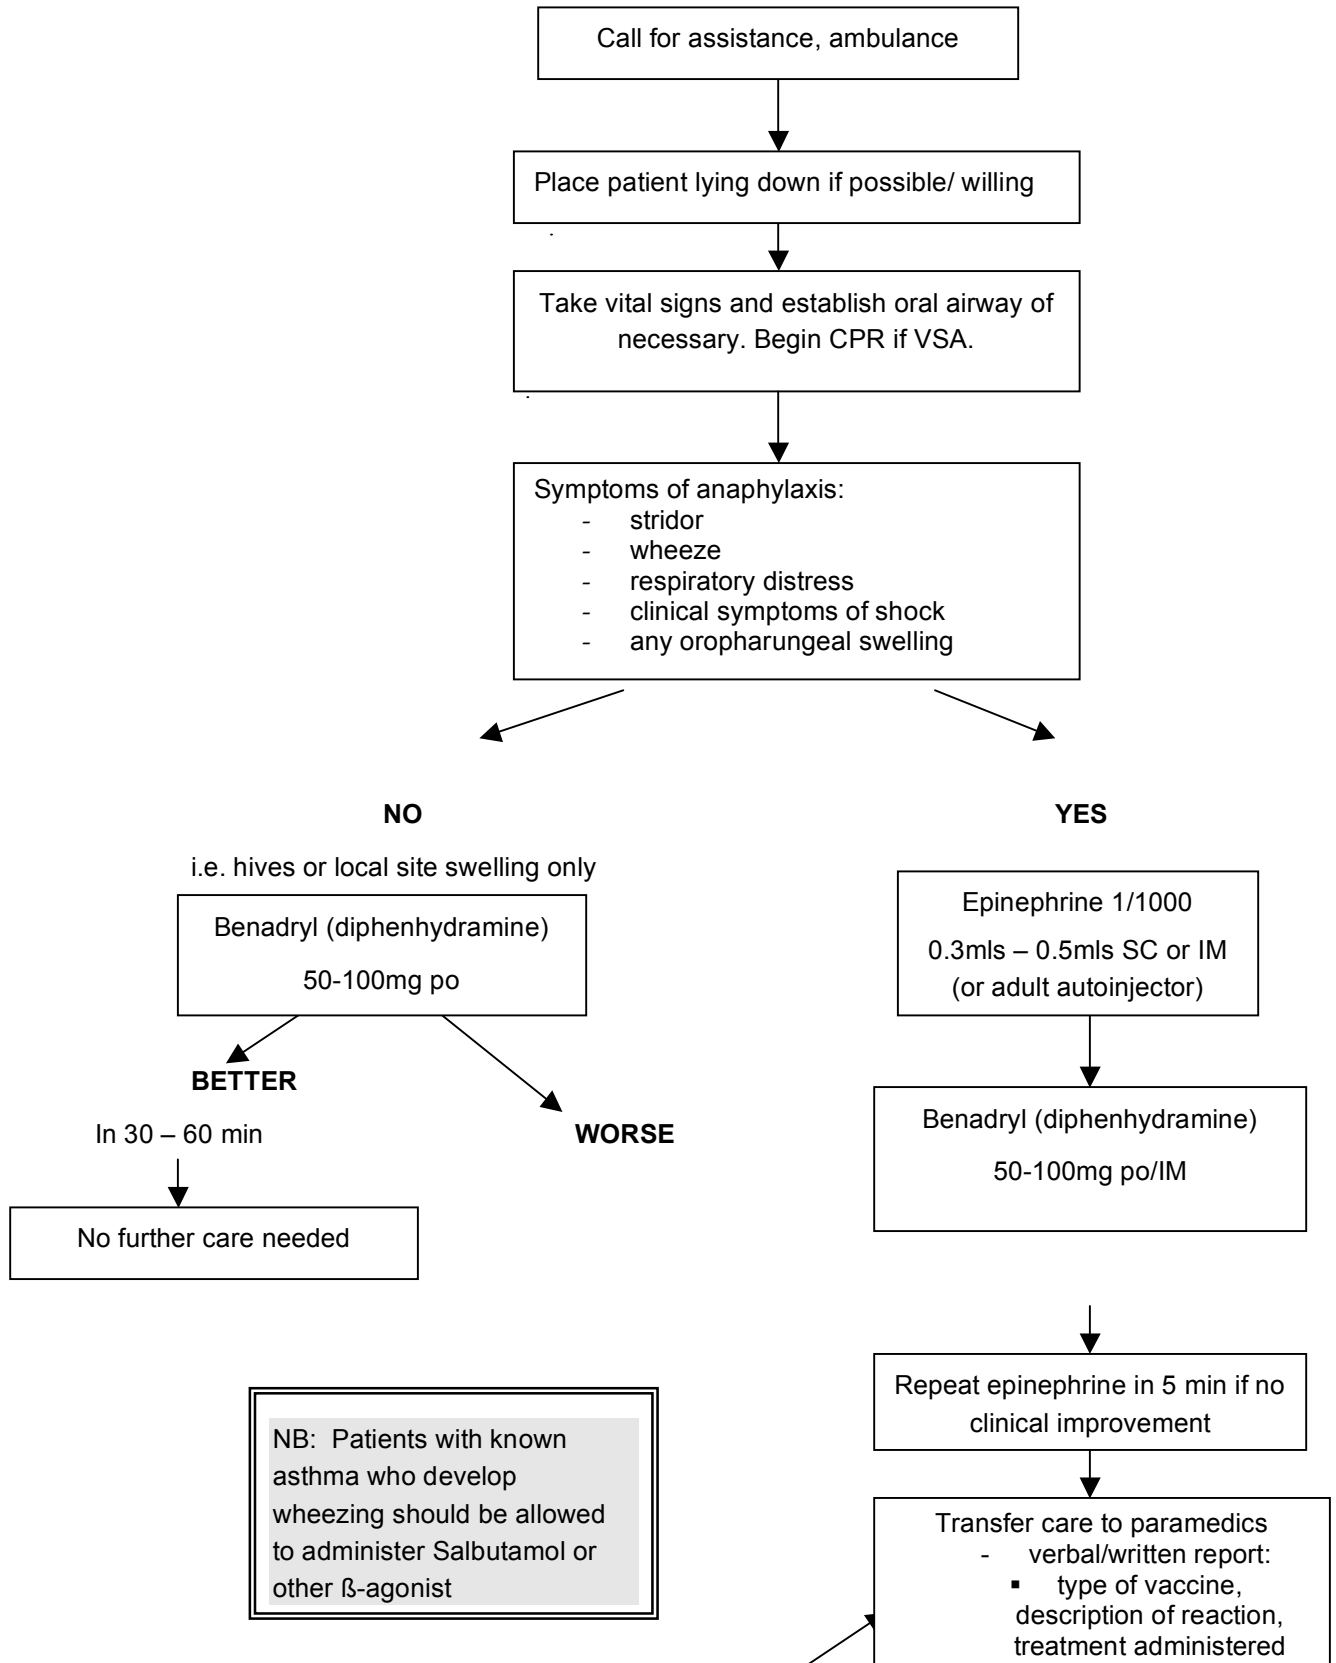 Call for assistance, ambulance
Place patient lying down if possible/ willing
Take vital signs and establish oral airway of
necessary. Begin CPR if VSA.
Symptoms of anaphylaxis:
- stridor
- wheeze
- respiratory distress
- clinical symptoms of shock
- any oropharungeal swelling
NO
i.e. hives or local site swelling only
Benadryl (diphenhydramine)
50-100mg po
BETTER
In 30 – 60 min
No further care needed
WORSE
YES
Epinephrine 1/1000
0.3mls – 0.5mls SC or IM
(or adult autoinjector)
Benadryl (diphenhydramine)
50-100mg po/IM
Repeat epinephrine in 5 min if no
clinical improvement
Transfer care to paramedics
- verbal/written report:
▪ type of vaccine,
description of reaction,
treatment administered
NB: Patients with known
asthma who develop
wheezing should be allowed
to administer Salbutamol or
other ß-agonist